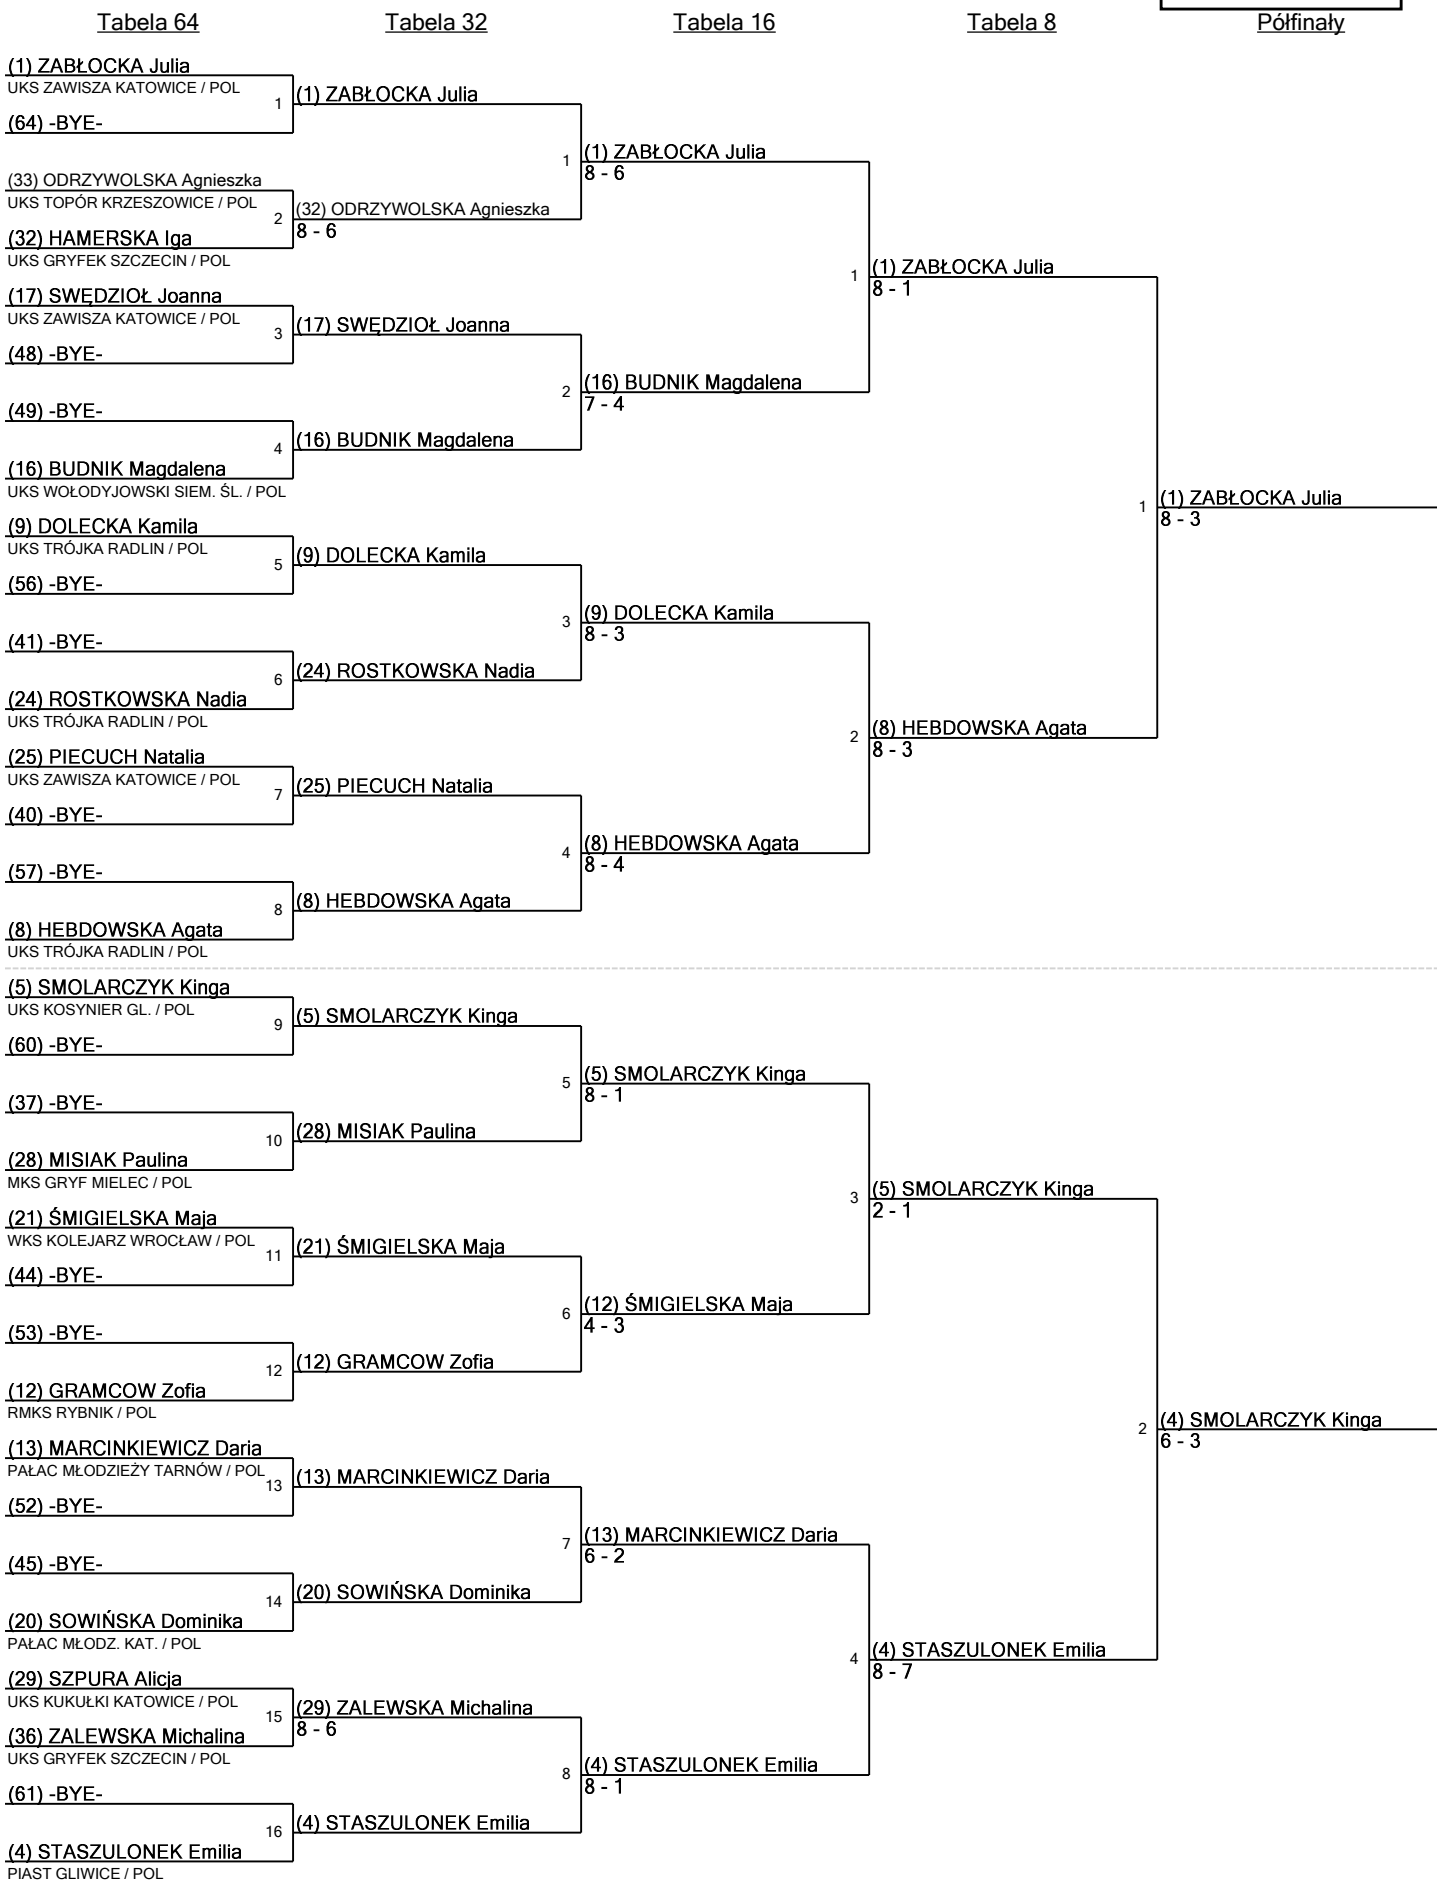 Tabela 64
Tabela 32
Tabela 16
Tabela 8
Półfinały
(1) ZABŁOCKA Julia
UKS ZAWISZA KATOWICE / POL
1
(64) -BYE-
(33) ODRZYWOLSKA Agnieszka
UKS TOPÓR KRZESZOWICE / POL
2
(32) HAMERSKA Iga
UKS GRYFEK SZCZECIN / POL
(17) SWĘDZIOŁ Joanna
UKS ZAWISZA KATOWICE / POL
3
(48) -BYE-
(49) -BYE-
4
(16) BUDNIK Magdalena
UKS WOŁODYJOWSKI SIEM. ŚL. / POL
(9) DOLECKA Kamila
UKS TRÓJKA RADLIN / POL
5
(56) -BYE-
(41) -BYE-
6
(24) ROSTKOWSKA Nadia
UKS TRÓJKA RADLIN / POL
(25) PIECUCH Natalia
UKS ZAWISZA KATOWICE / POL
7
(40) -BYE-
(57) -BYE-
8
(8) HEBDOWSKA Agata
UKS TRÓJKA RADLIN / POL
(5) SMOLARCZYK Kinga
UKS KOSYNIER GL. / POL
9
(60) -BYE-
(37) -BYE-
10
(28) MISIAK Paulina
MKS GRYF MIELEC / POL
(21) ŚMIGIELSKA Maja
WKS KOLEJARZ WROCŁAW / POL
11
(44) -BYE-
(53) -BYE-
12
(12) GRAMCOW Zofia
RMKS RYBNIK / POL
(13) MARCINKIEWICZ Daria
PAŁAC MŁODZIEŻY TARNÓW / POL
13
(52) -BYE-
(45) -BYE-
14
(20) SOWIŃSKA Dominika
PAŁAC MŁODZ. KAT. / POL
(29) SZPURA Alicja
UKS KUKUŁKI KATOWICE / POL
15
(36) ZALEWSKA Michalina
UKS GRYFEK SZCZECIN / POL
(61) -BYE-
16
(4) STASZULONEK Emilia
PIAST GLIWICE / POL
(1) ZABŁOCKA Julia
1
(32) ODRZYWOLSKA Agnieszka
8 - 6
(17) SWĘDZIOŁ Joanna
2
(16) BUDNIK Magdalena
(9) DOLECKA Kamila
3
(24) ROSTKOWSKA Nadia
(25) PIECUCH Natalia
4
(8) HEBDOWSKA Agata
(5) SMOLARCZYK Kinga
5
(28) MISIAK Paulina
(21) ŚMIGIELSKA Maja
6
(12) GRAMCOW Zofia
(13) MARCINKIEWICZ Daria
7
(20) SOWIŃSKA Dominika
(29) ZALEWSKA Michalina
8 - 6
8
(4) STASZULONEK Emilia
(1) ZABŁOCKA Julia
8 - 6
1
(16) BUDNIK Magdalena
7 - 4
(9) DOLECKA Kamila
8 - 3
2
(8) HEBDOWSKA Agata
8 - 4
(5) SMOLARCZYK Kinga
8 - 1
3
(12) ŚMIGIELSKA Maja
4 - 3
(13) MARCINKIEWICZ Daria
6 - 2
4
(4) STASZULONEK Emilia
8 - 1
(1) ZABŁOCKA Julia
8 - 1
1
(8) HEBDOWSKA Agata
8 - 3
(5) SMOLARCZYK Kinga
2 - 1
2
(4) STASZULONEK Emilia
8 - 7
(1) ZABŁOCKA Julia
8 - 3
(4) SMOLARCZYK Kinga
6 - 3